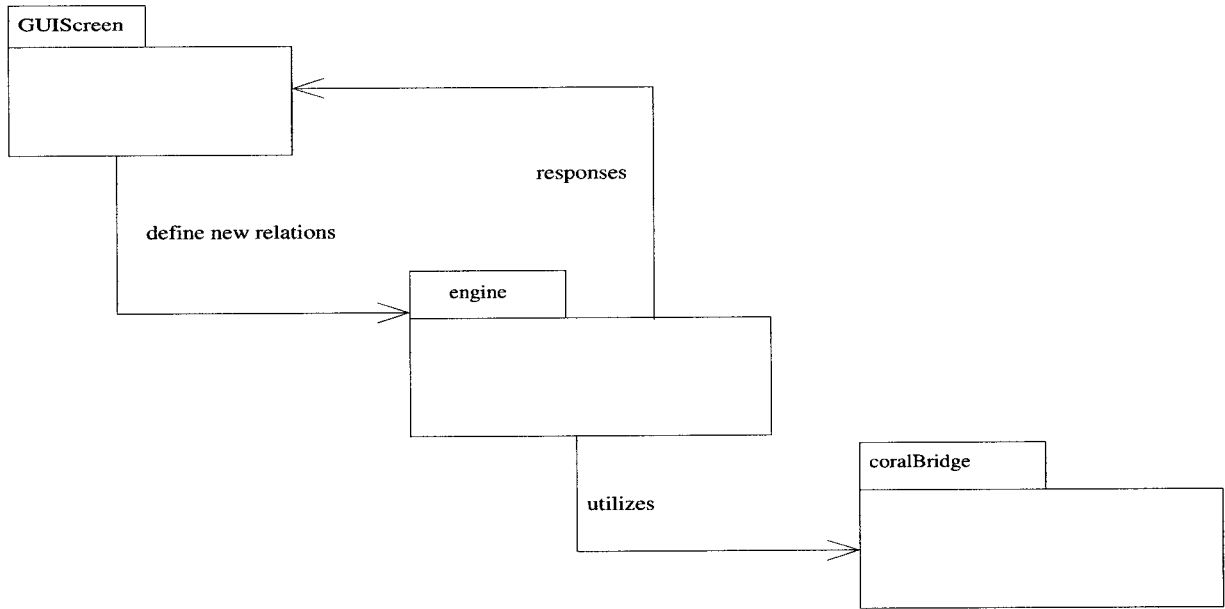 GUIScreen
responses
define new relations
engine
coralBridge
utilizes